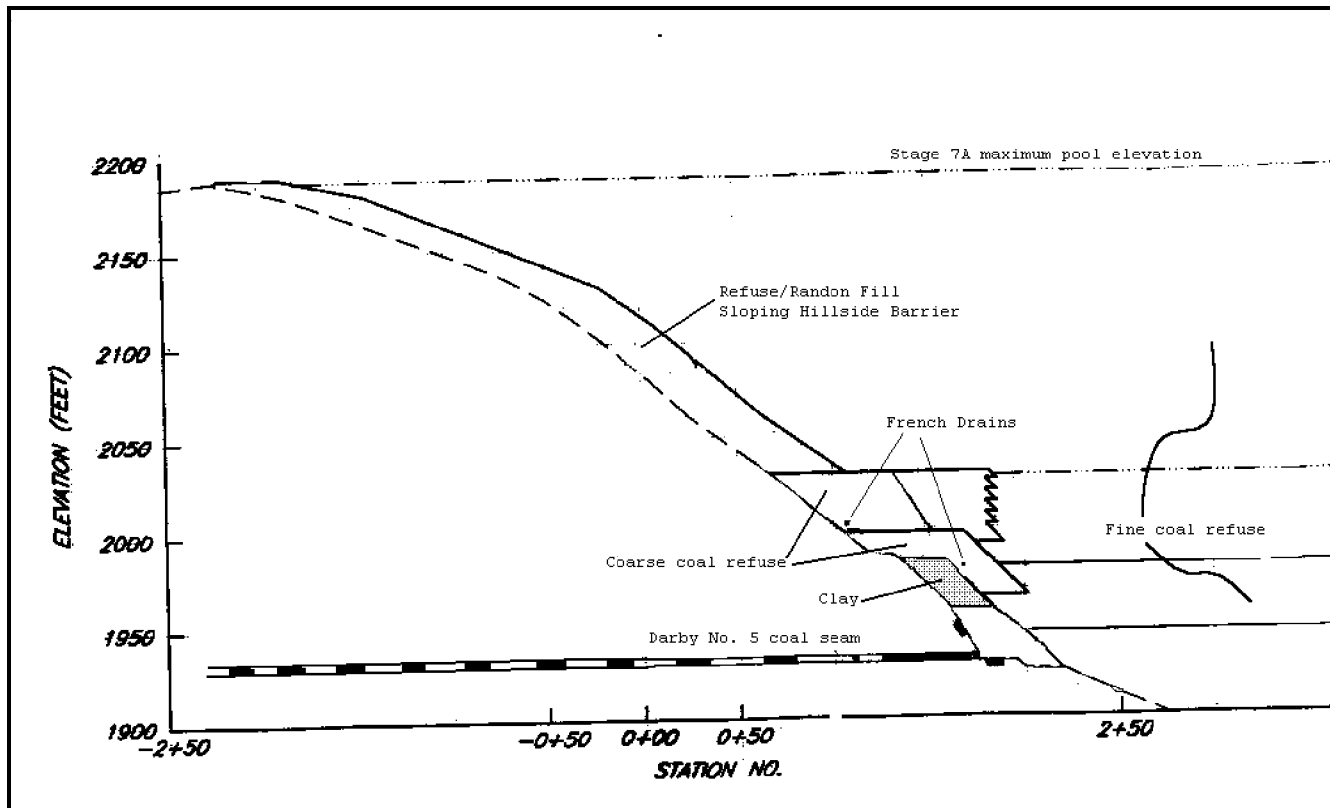 Stage 7A maximum pool elevation
2200
2150
Refuse/Randon Fill
Sloping Hillside Barrier
2100
ELEVATION (FEET)
French Drains
2050
Fine coal refuse
2000
Coarse coal refuse
Clay
1950
Darby No. 5 coal seam
1900
-2+50
-0+50
0+00
0+50
2+50
STATION NO.